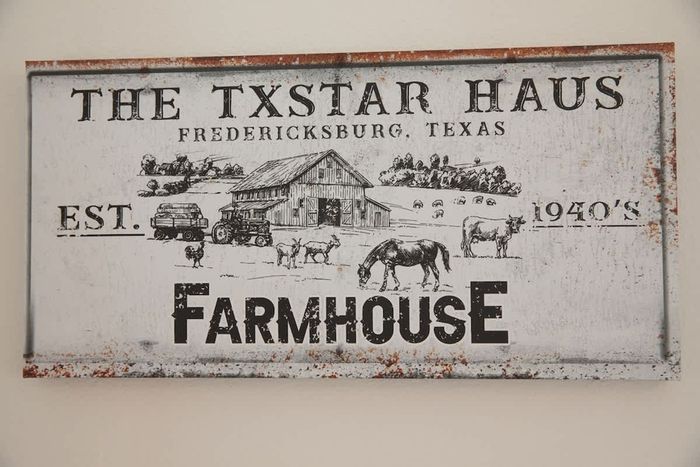 THE TXSTAR HAUS
FREDERICKSBURG, TEXAS
EST. 1940'S
FARMHOUSE